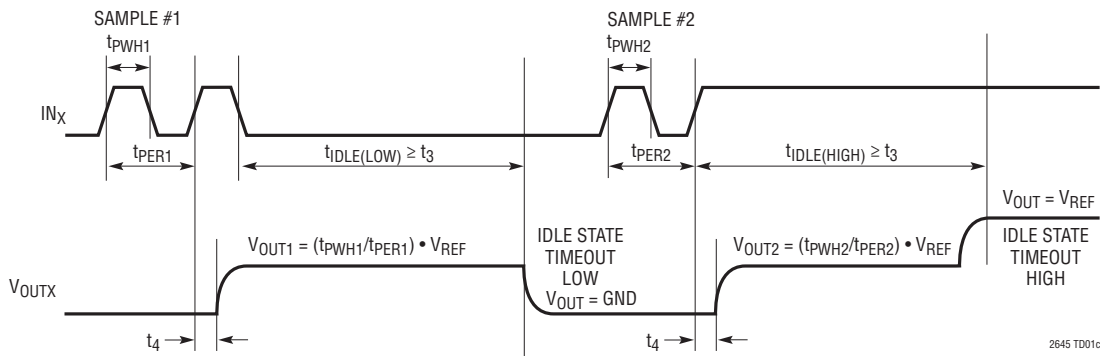 SAMPLE #1
SAMPLE #2
tPWH1
tPWH2
INX
tPER1
tIDLE(LOW) ≥ t3
tPER2
tIDLE(HIGH) ≥ t3
VOUT = VREF
VOUT1 = (tPWH1/tPER1) • VREF
IDLE STATE
TIMEOUT
LOW
VOUT = GND
VOUT2 = (tPWH2/tPER2) • VREF
IDLE STATE
TIMEOUT
HIGH
VOUTX
t4
t4
2645 TD01c